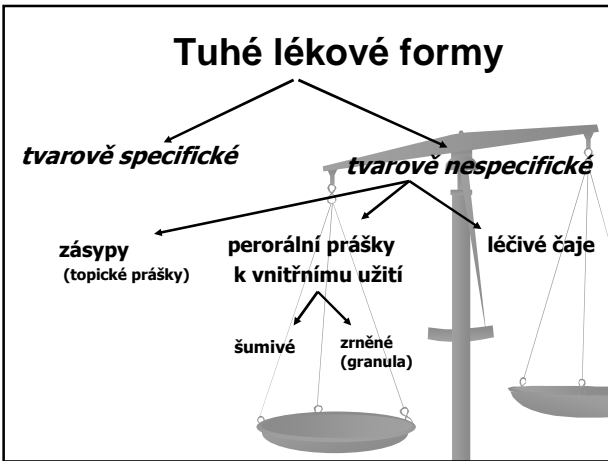 Tuhé lékové formy
tvarově specifické
tvarově nespecifické
zásypy
(topické prášky)
perorální prášky
k vnitřnímu užití
léčivé čaje
šumivé
zrněné
(granula)